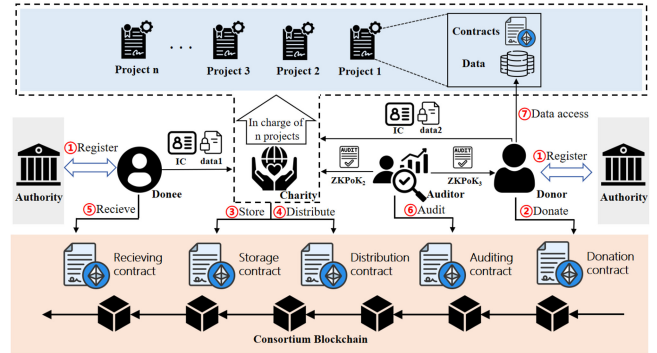 Contracts
Data
Project n
. . .
Project 3
Project 2
Project 1
In charge of
n projects
⑦Data access
IC
data2
①Register
IC
data1
AUDIT
ZKPoK₂
AUDIT
ZKPoK₃
①Register
Authority
Donee
Charity
Auditor
Donor
Authority
⑤Recieve
③Store
④Distribute
⑥Audit
②Donate
Recieving
contract
Storage
contract
Distribution
contract
Auditing
contract
Donation
contract
Consortium Blockchain